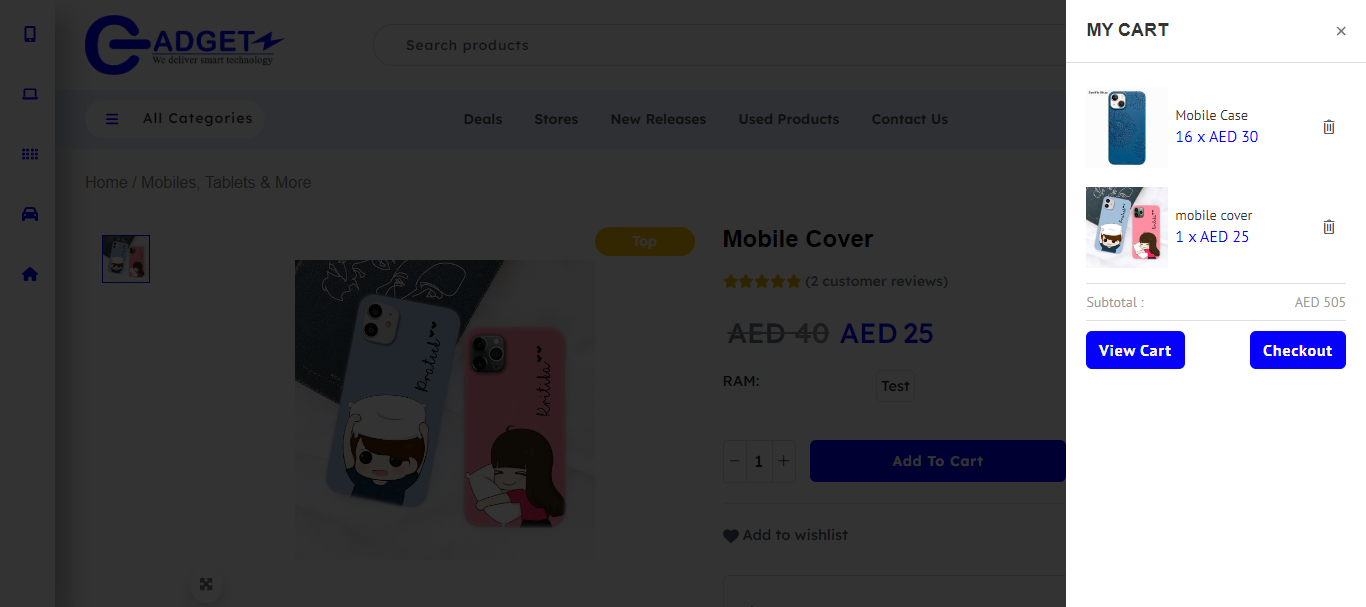 GADGET
We deliver smart technology
Search products
All Categories
Deals
Stores
New Releases
Used Products
Contact Us
Home / Mobiles, Tablets & More
Top
Prateek
Kritika
Mobile Cover
(2 customer reviews)
AED 40 AED 25
RAM:
Test
− 1 +
Add To Cart
Add to wishlist
MY CART
×
Mobile Case
16 x AED 30
mobile cover
1 x AED 25
Subtotal :
AED 505
View Cart
Checkout